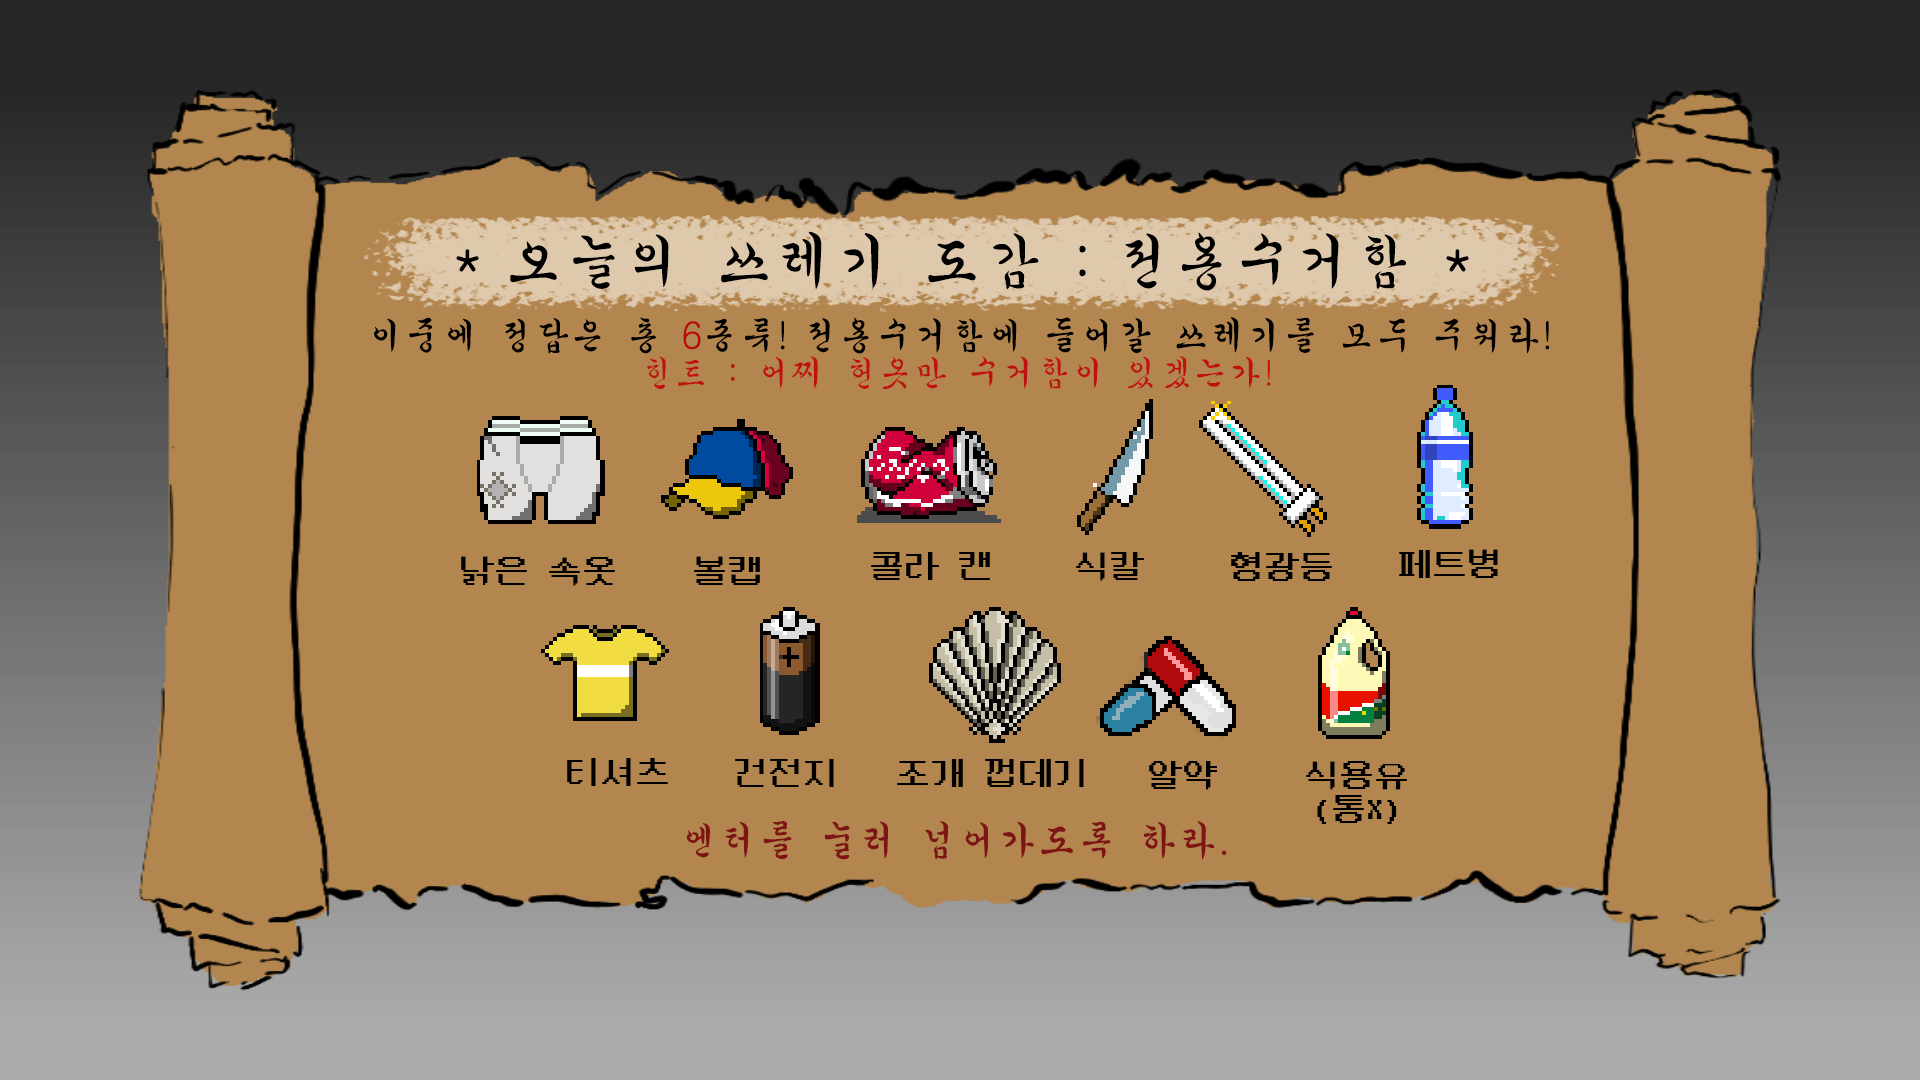 * 오늘의 쓰레기 도감 : 전용수거함 *
이중에 정답은 총 6종류! 전용수거함에 들어갈 쓰레기를 모두 주워라!
힌트 : 어찌 헌옷만 수거함이 있겠는가!
낡은 속옷 볼캡 콜라 캔 식칼 형광등 페트병
티셔츠 건전지 조개 껍데기 알약 식용유
(통X)
엔터를 눌러 넘어가도록 하라.